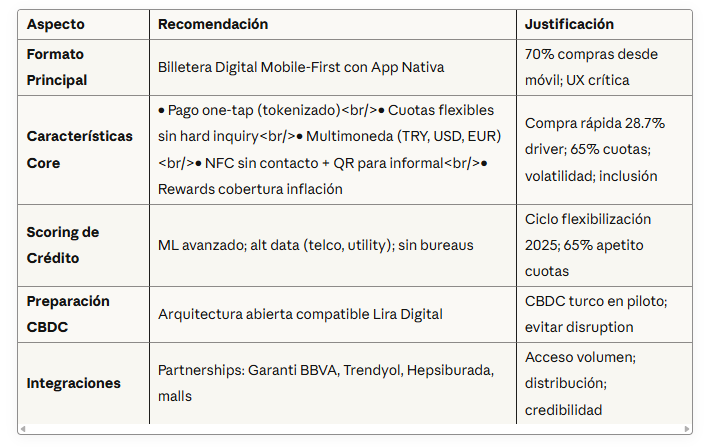 Aspecto Recomendación Justificación
Formato
Principal
Billetera Digital Mobile-First con App Nativa
70% compras desde
móvil; UX crítica
Características
Core
• Pago one-tap (tokenizado)<br/>• Cuotas flexibles
sin hard inquiry<br/>• Multimoneda (TRY, USD, EUR)
<br/>• NFC sin contacto + QR para informal<br/>•
Rewards cobertura inflación
Compra rápida 28.7%
driver; 65% cuotas;
volatilidad; inclusión
Scoring de
Crédito
ML avanzado; alt data (telco, utility); sin bureaus
Ciclo flexibilización
2025; 65% apetito
cuotas
Preparación
CBDC
Arquitectura abierta compatible Lira Digital
CBDC turco en piloto;
evitar disruption
Integraciones
Partnerships: Garanti BBVA, Trendyol, Hepsiburada,
malls
Acceso volumen;
distribución;
credibilidad